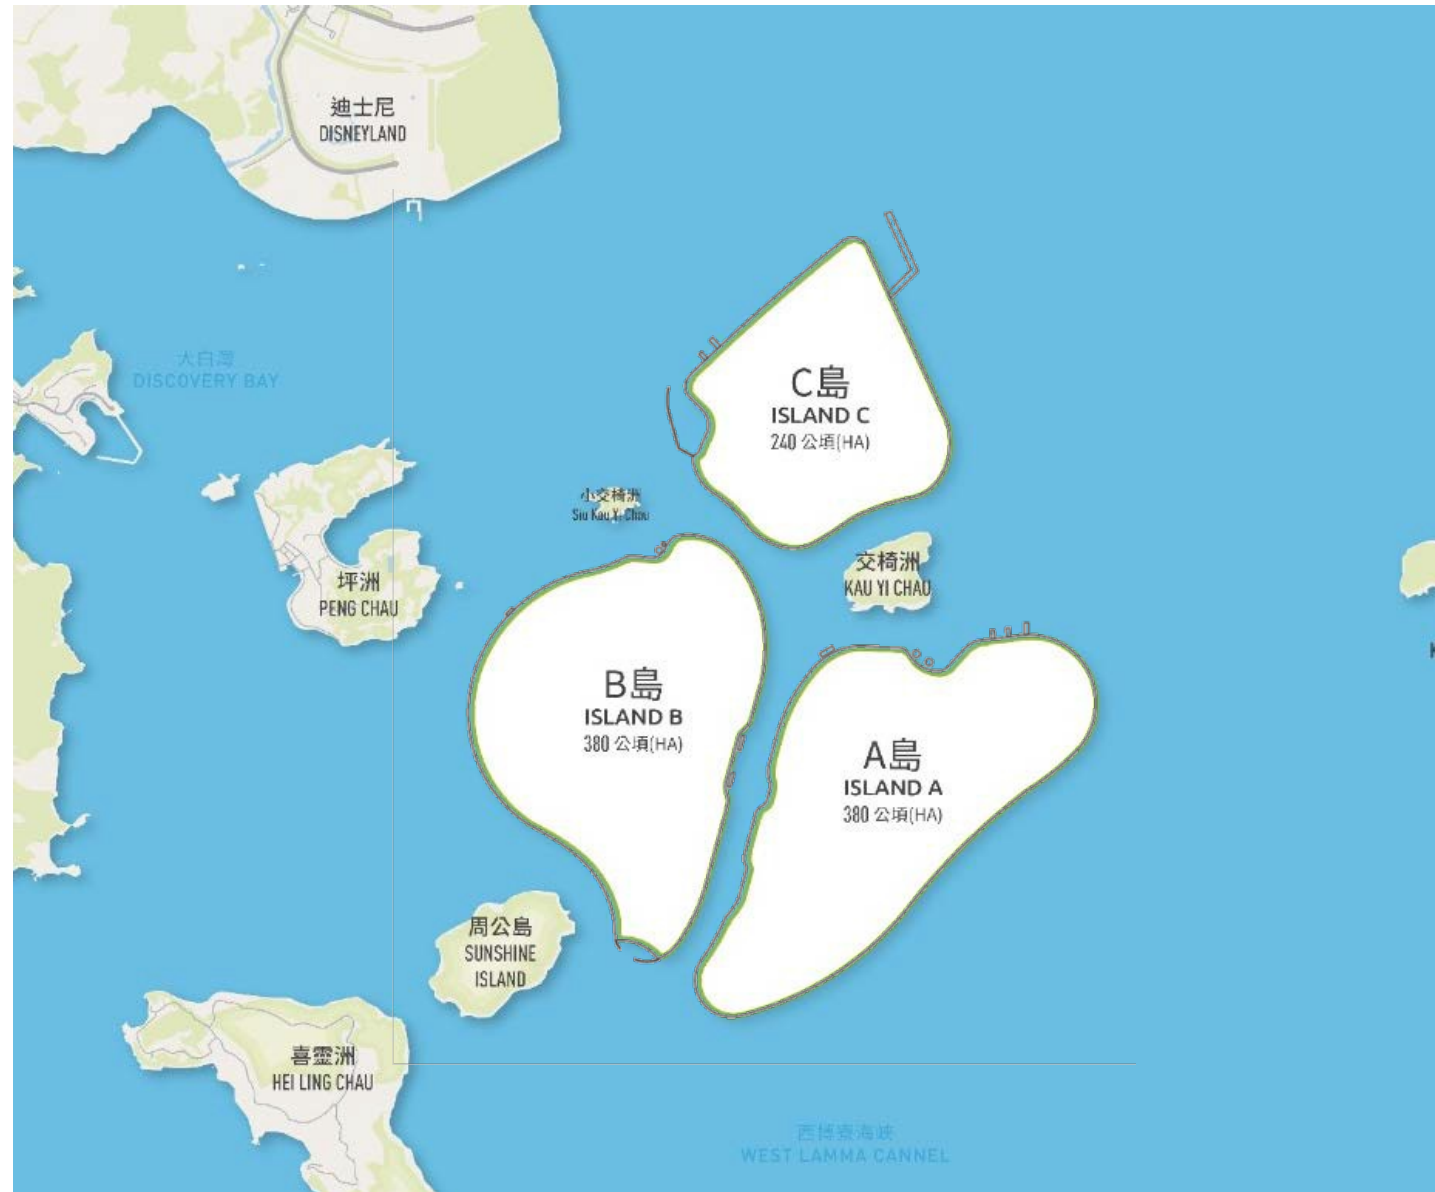 迪士尼
DISNEYLAND
大白灣
DISCOVERY BAY
C島
ISLAND C
240 公頃(HA)
小交椅洲
Siu Kau Yi Chau
交椅洲
KAU YI CHAU
坪洲
PENG CHAU
B島
ISLAND B
380 公頃(HA)
A島
ISLAND A
380 公頃(HA)
周公島
SUNSHINE
ISLAND
喜靈洲
HEI LING CHAU
西博寮海峽
WEST LAMMA CANNEL